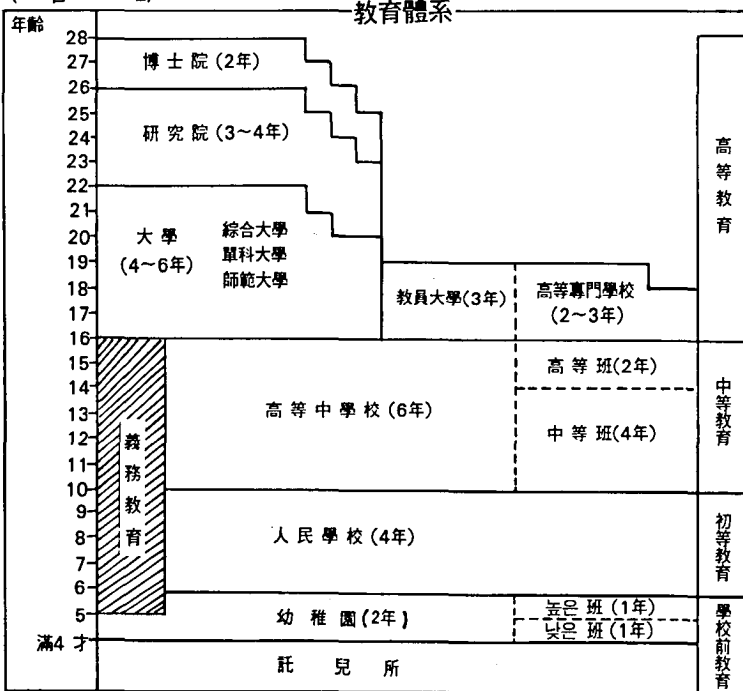 教育體系
年齡
28
27
26
25
24
23
22
21
20
19
18
17
16
15
14
13
12
11
10
9
8
7
6
5
滿4 才
博士院 (2年)
研究院 (3~4年)
大學
(4~6年)
綜合大學
單科大學
師範大學
敎員大學(3年)
高等專門學校
(2~3年)
高等中學校 (6年)
高等班(2年)
中等班(4年)
義務教育
人民學校 (4年)
幼稚園(2年)
높은 班 (1年)
낮은 班 (1年)
託兒所
高等教育
中等教育
初等教育
學校前教育